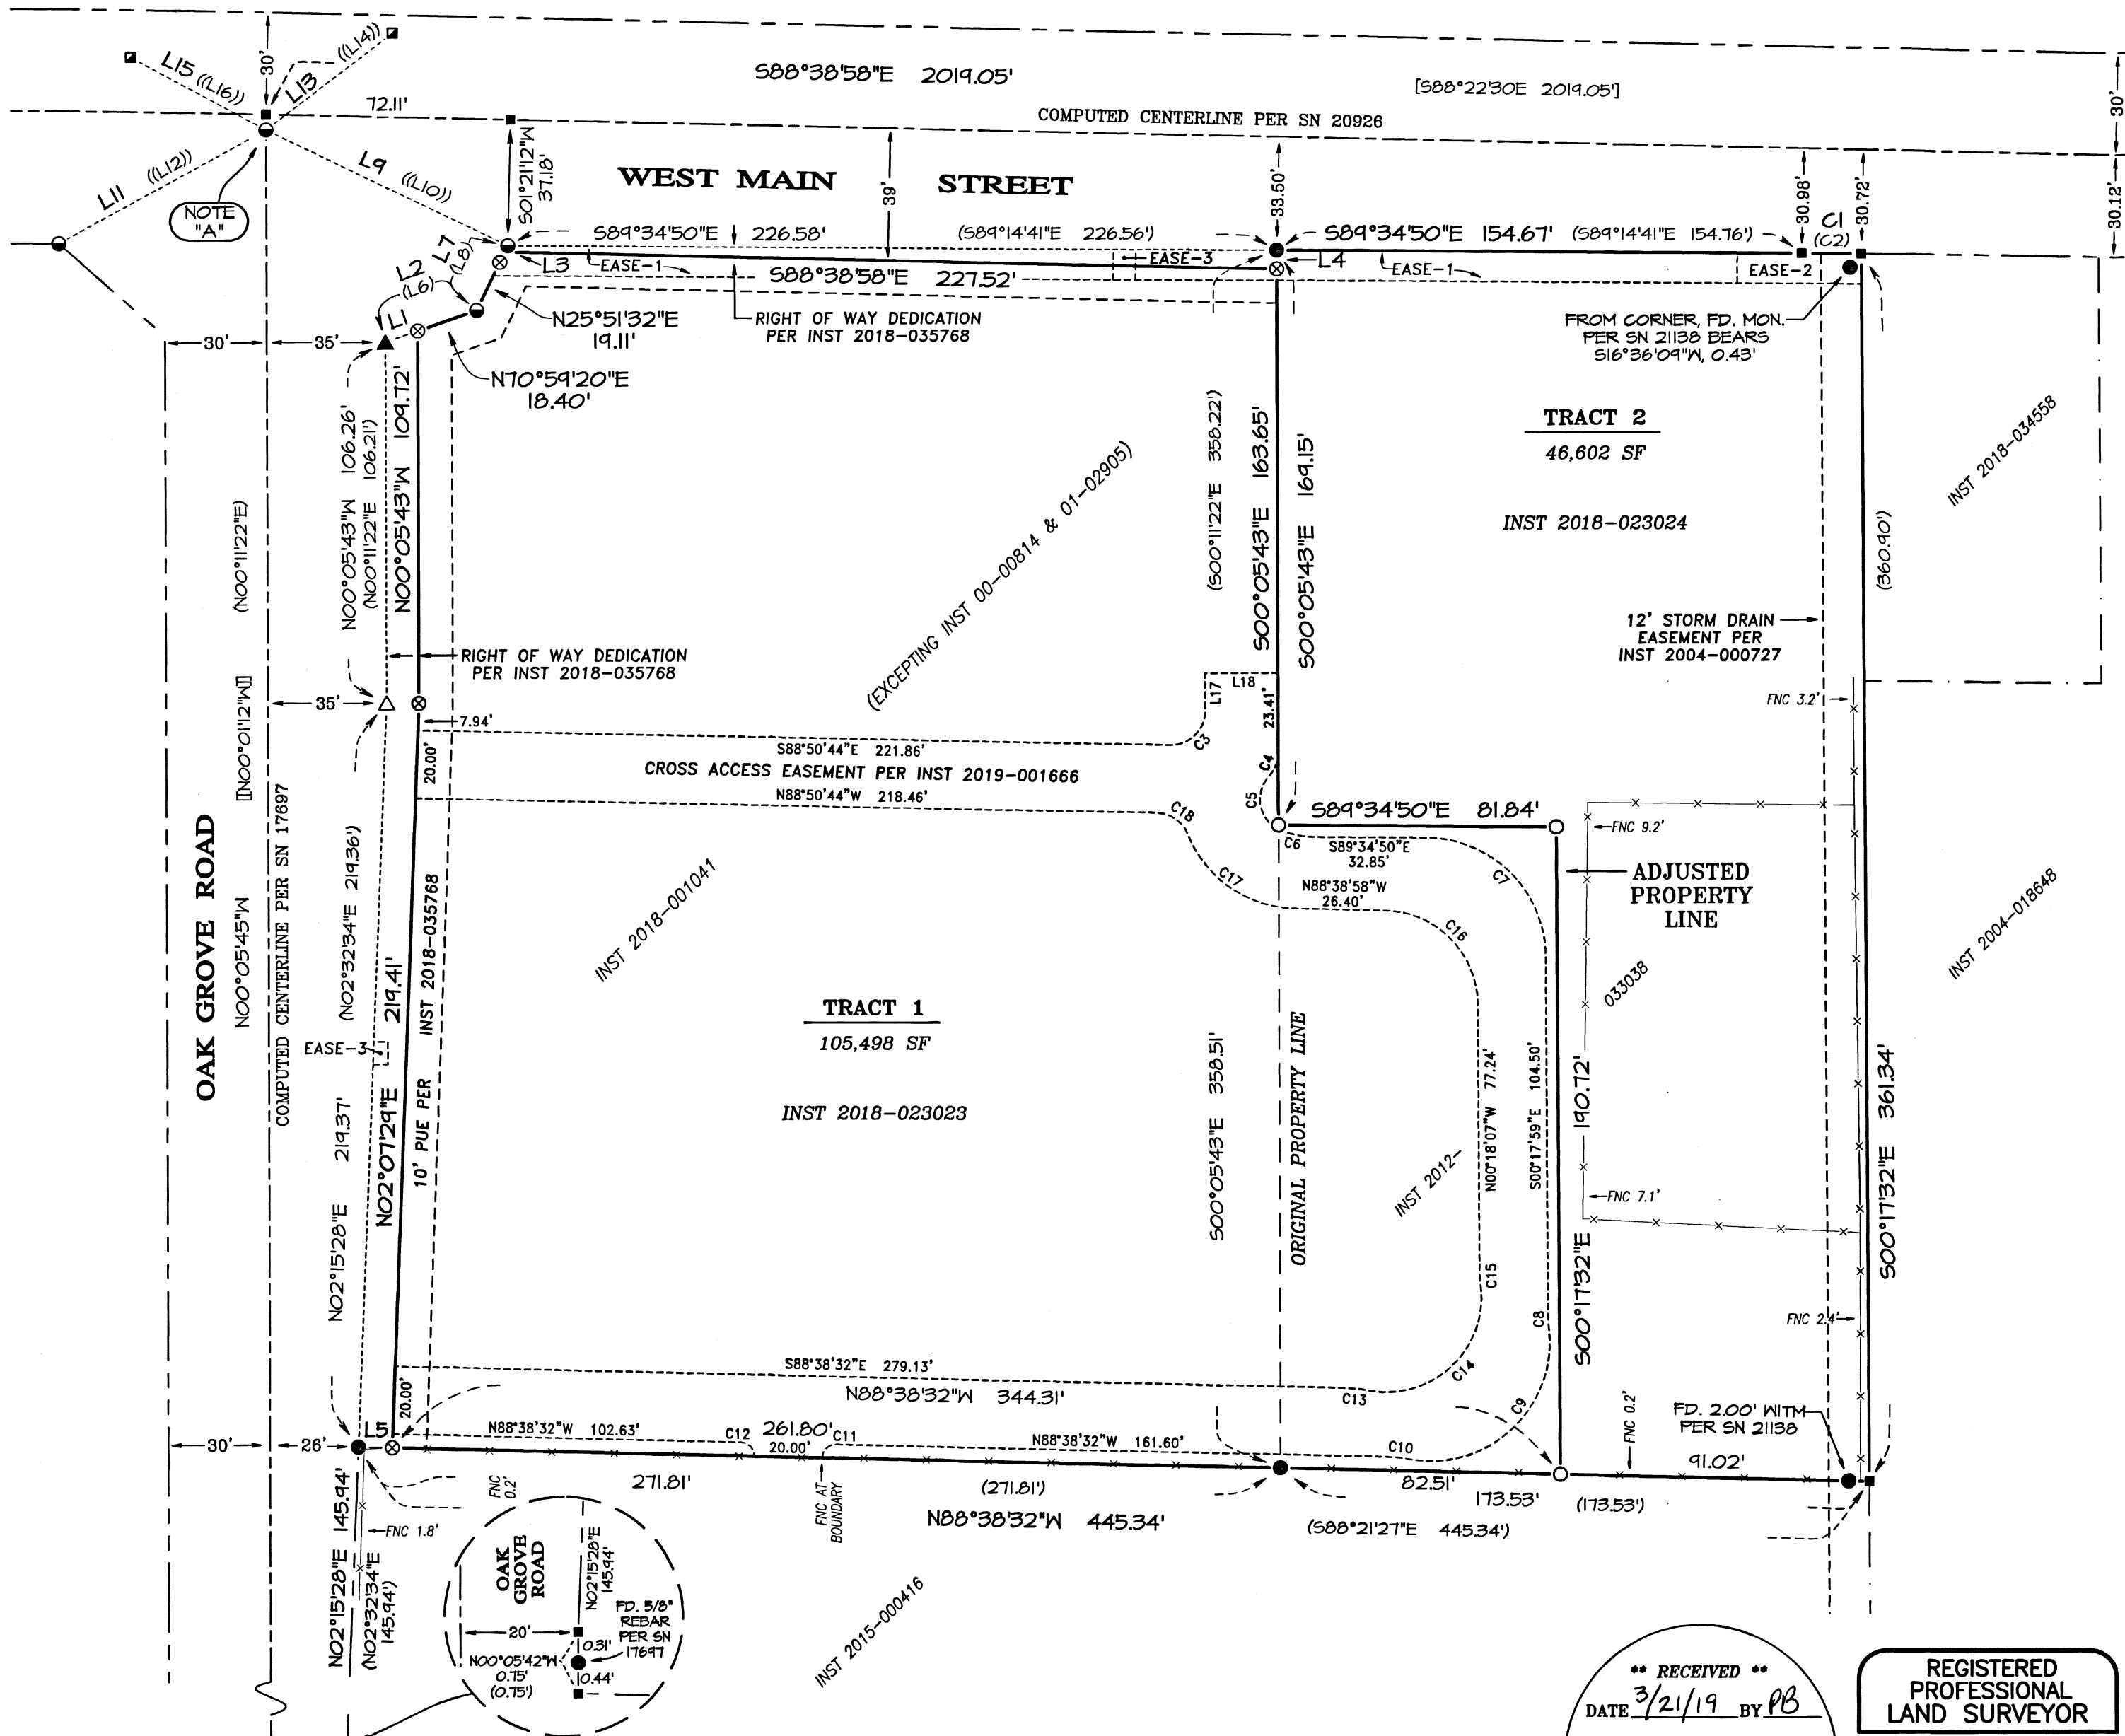 30'
L15 ((L16))
L13 ((L14))
72.11'
S88°38'58"E 2019.05'
[S88°22'30E 2019.05']
COMPUTED CENTERLINE PER SN 20926
30'
30.12'
L11 ((L12))
NOTE
"A"
L9 ((L10))
S01°21'12"W
37.18'
WEST MAIN STREET
39'
33.50'
30.98'
C1
(C2)
30.72'
S89°34'50"E 226.58'
(S89°14'41"E 226.56')
S89°34'50"E 154.67'
(S89°14'41"E 154.76')
L2
(L6)
L7
(L8)
L3
EASE-1
EASE-3
L4
EASE-1
EASE-2
S88°38'58"E 227.52'
L1
N25°51'32"E
19.11'
RIGHT OF WAY DEDICATION
PER INST 2018-035768
FROM CORNER, FD. MON.
PER SN 21138 BEARS
S16°36'09"W, 0.43'
30'
35'
N70°59'20"E
18.40'
N00°05'43"W 106.26'
(N00°11'22"E 106.21')
N00°05'43"W 109.72'
(S00°11'22"E 358.22')
S00°05'43"E 163.65'
S00°05'43"E 169.15'
TRACT 2
46,602 SF
INST 2018-023024
INST 2018-034558
(360.90')
(EXCEPTING INST 00-00814 & 01-02905)
12' STORM DRAIN
EASEMENT PER
INST 2004-000727
RIGHT OF WAY DEDICATION
PER INST 2018-035768
(N00°11'22"E)
[[N00°01'12"W]]
N00°05'45"W
OAK GROVE ROAD
COMPUTED CENTERLINE PER SN 17697
35'
7.94'
L17
L18
23.41'
FNC 3.2'
C3
S88°50'44"E 221.86'
CROSS ACCESS EASEMENT PER INST 2019-001666
20.00'
N88°50'44"W 218.46'
C4
C5
C18
S89°34'50"E 81.84'
C6
S89°34'50"E
32.85'
FNC 9.2'
C17
C7
N88°38'58"W
26.40'
C16
ADJUSTED
PROPERTY
LINE
INST 2018-001041
INST 2004-018648
(N02°32'34"E 219.36')
219.41'
N02°07'29"E
10' PUE PER INST 2018-035768
EASE-3
N02°15'28"E 219.37'
TRACT 1
105,498 SF
INST 2018-023023
S00°05'43"E 358.51'
ORIGINAL PROPERTY LINE
INST 2012-
033038
N00°18'07"W 77.24'
S00°17'59"E 104.50'
190.72'
S00°17'32"E
S00°17'32"E 361.34'
FNC 7.1'
C15
C8
FNC 2.4'
S88°38'32"E 279.13'
N88°38'32"W 344.31'
C13
C14
C9
20.00'
L5
30'
26'
N88°38'32"W 102.63'
C12
261.80'
20.00'
C11
N88°38'32"W 161.60'
C10
FNC 0.2'
FD. 2.00' WITM
PER SN 21138
FNC
0.2'
271.81'
FNC AT
BOUNDARY
(271.81')
82.51'
173.53'
91.02'
(173.53')
N88°38'32"W 445.34'
(S88°21'27"E 445.34')
FNC 1.8'
N02°15'28"E 145.94'
(N02°32'34"E
145.94')
OAK
GROVE
ROAD
N02°15'28"E
145.94'
20'
FD. 5/8"
REBAR
PER SN
17697
0.31'
N00°05'42"W
0.75'
(0.75')
0.44'
INST 2015-000416
** RECEIVED **
DATE 3/21/19 BY PB
REGISTERED
PROFESSIONAL
LAND SURVEYOR